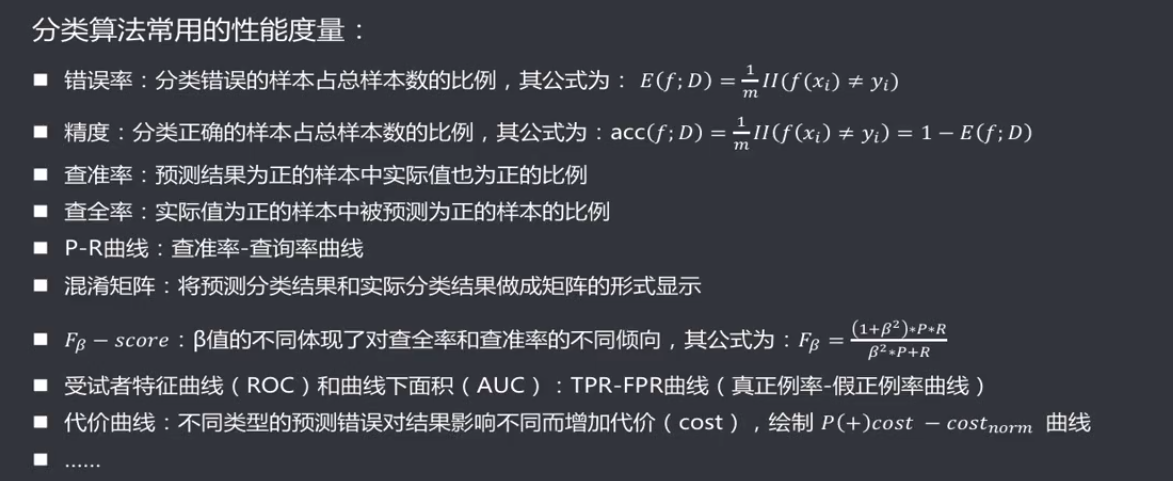 分类算法常用的性能度量：
■ 错误率：分类错误的样本占总样本数的比例，其公式为： E(f;D) = \frac{1}{m}II(f(x_i) ≠ y_i)
■ 精度：分类正确的样本占总样本数的比例，其公式为：acc(f;D) = \frac{1}{m}II(f(x_i) ≠ y_i) = 1 − E(f;D)
■ 查准率：预测结果为正的样本中实际值也为正的比例
■ 查全率：实际值为正的样本中被预测为正的样本的比例
■ P-R曲线：查准率-查询率曲线
■ 混淆矩阵：将预测分类结果和实际分类结果做成矩阵的形式显示
■ F_β − score：β值的不同体现了对查全率和查准率的不同倾向，其公式为：F_β = \frac{(1+β^2)*P*R}{β^2*P+R}
■ 受试者特征曲线（ROC）和曲线下面积（AUC）：TPR-FPR曲线（真正例率-假正例率曲线）
■ 代价曲线：不同类型的预测错误对结果影响不同而增加代价（cost），绘制 P(+)cost − cost_{norm} 曲线
■ ......